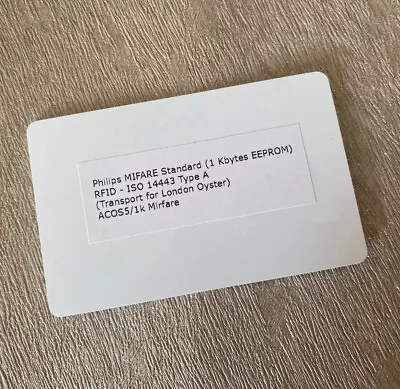 Philips MIFARE Standard (1 Kbytes EEPROM)
RFID - ISO 14443 Type A
(Transport for London Oyster)
ACOS5/1k Mirfare